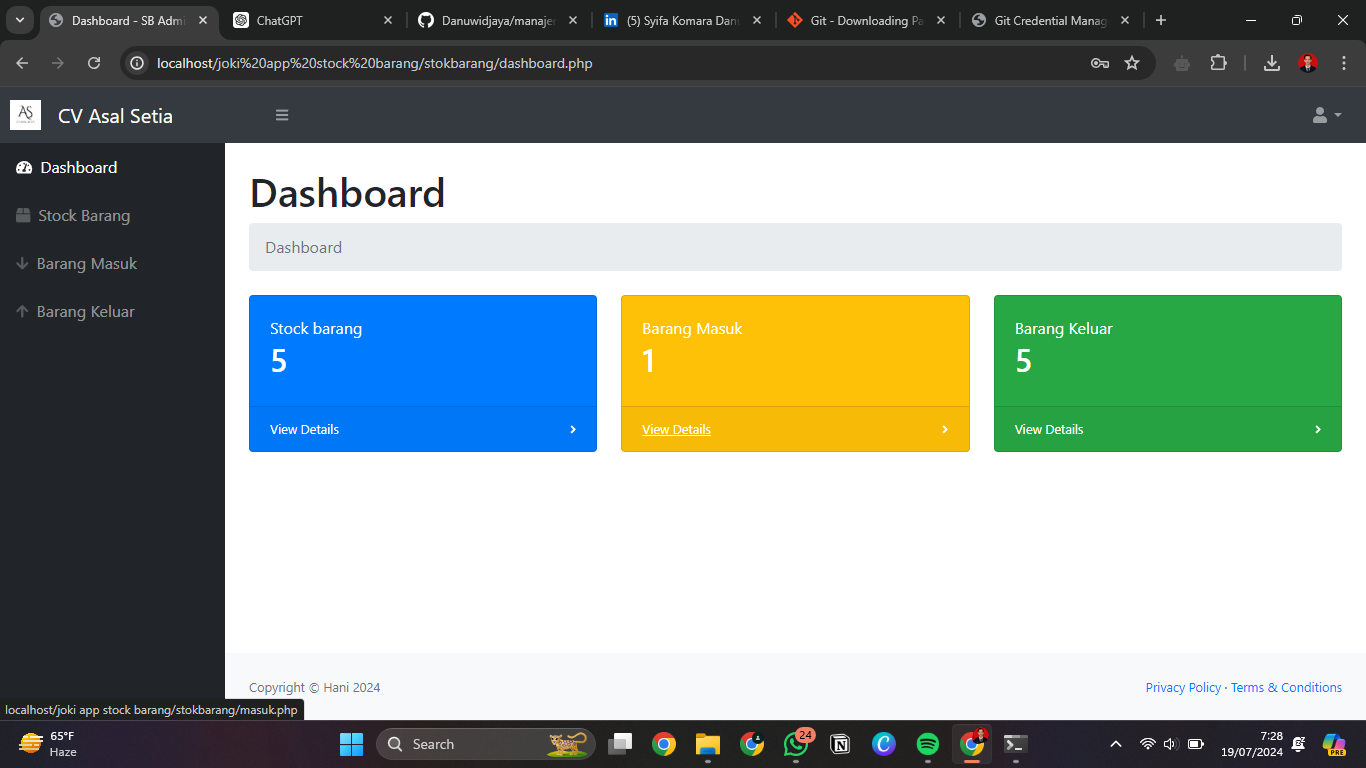 Dashboard - SB Admi
ChatGPT
Danuwidjaya/manaje
(5) Syifa Komara Danu
Git - Downloading Pa
Git Credential Manag
localhost/joki%20app%20stock%20barang/stokbarang/dashboard.php
AS
CV Asal Setia
Dashboard
Stock Barang
Barang Masuk
Barang Keluar
Dashboard
Dashboard
Stock barang
5
View Details
Barang Masuk
1
View Details
Barang Keluar
5
View Details
Copyright © Hani 2024
Privacy Policy · Terms & Conditions
localhost/joki app stock barang/stokbarang/masuk.php
65°F
Haze
Search
24
7:28
19/07/2024
PRE